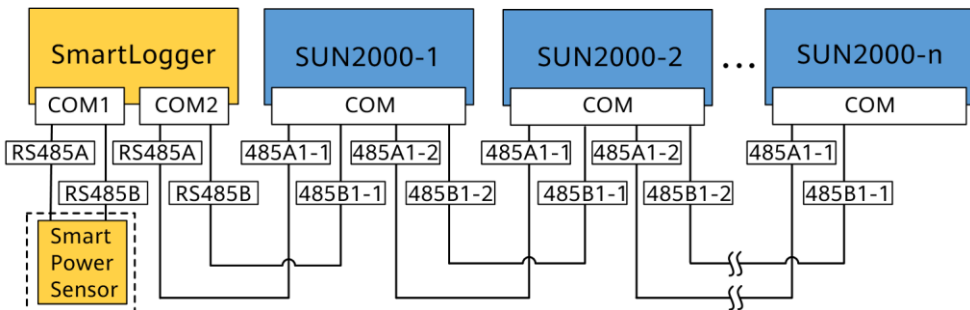 SmartLogger
SUN2000-1
SUN2000-2
...
SUN2000-n
COM1
COM2
COM
COM
COM
RS485A
RS485A
485A1-1
485A1-2
485A1-1
485A1-2
485A1-1
RS485B
RS485B
485B1-1
485B1-2
485B1-1
485B1-2
485B1-1
Smart
Power
Sensor